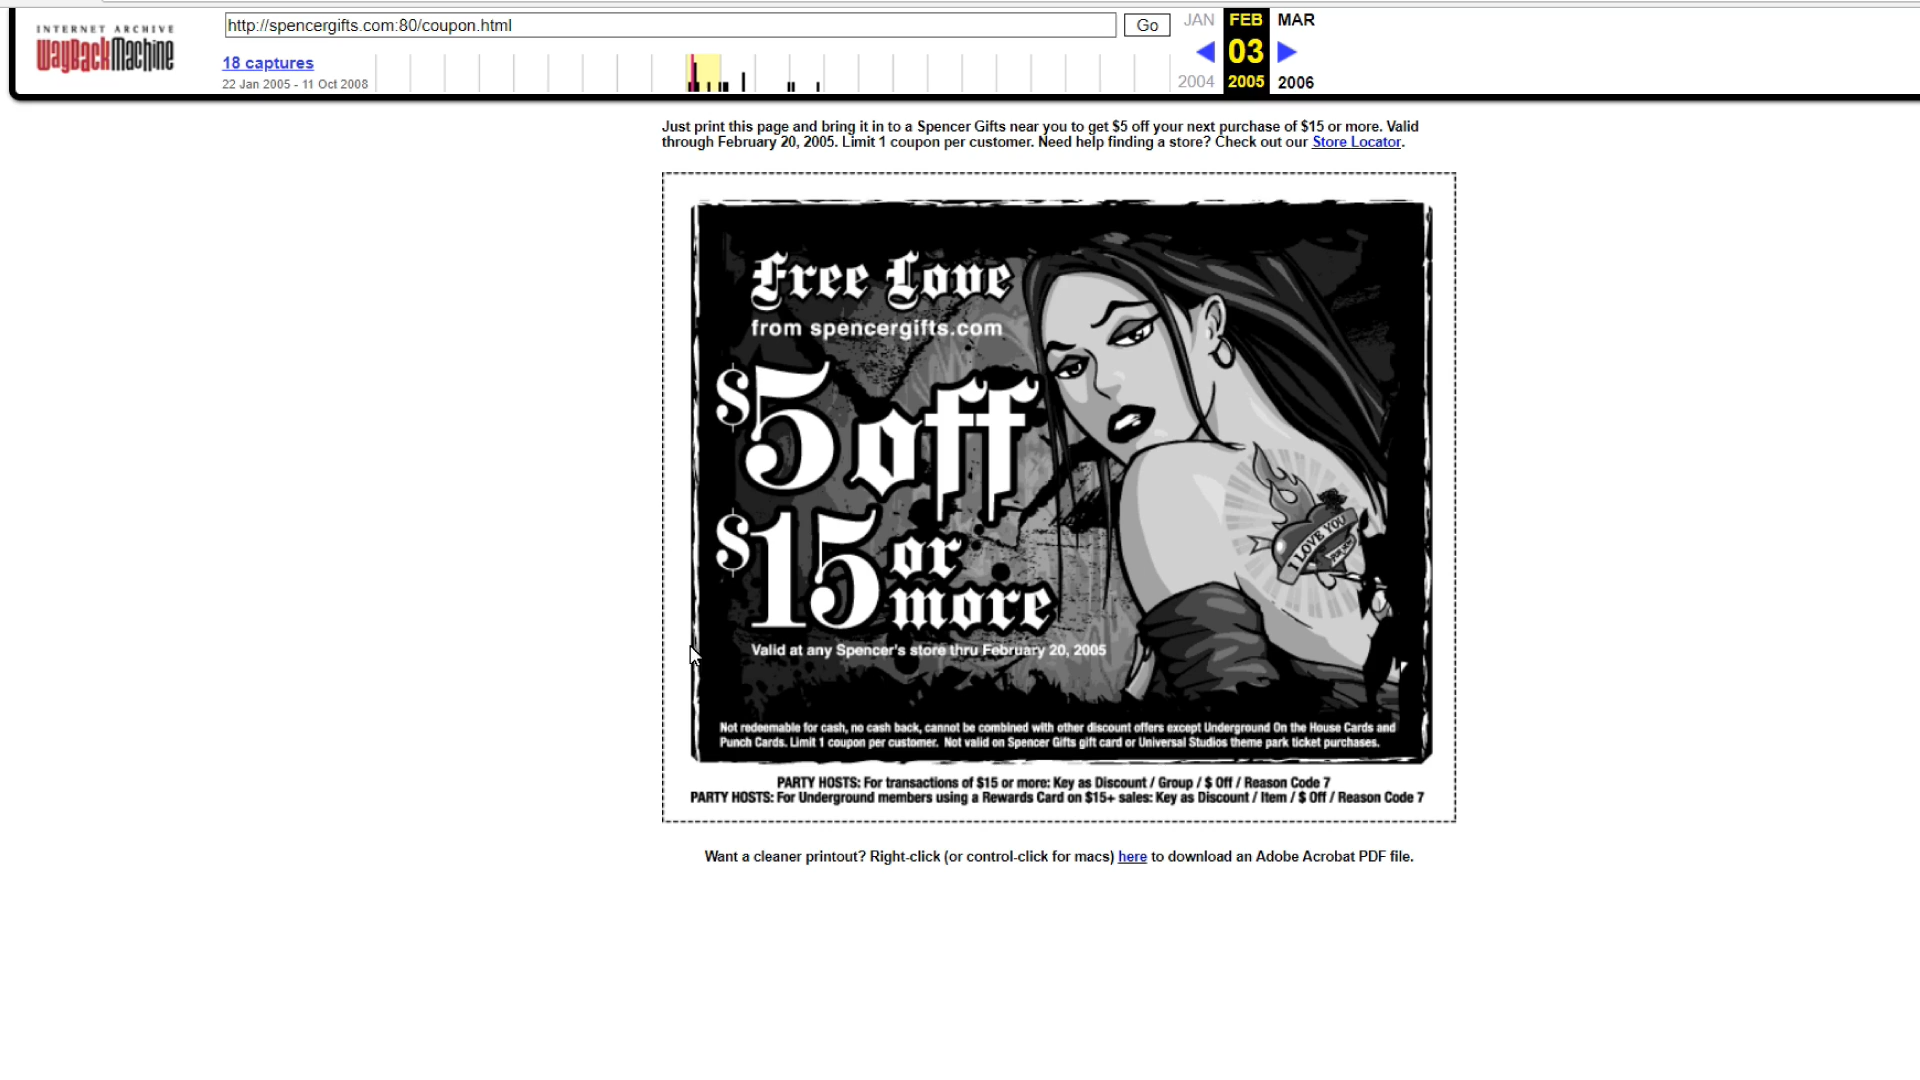 INTERNET ARCHIVE
WayBackMachine
http://spencergifts.com:80/coupon.html
Go
18 captures
22 Jan 2005 - 11 Oct 2008
JAN FEB MAR
03
2004 2005 2006
Just print this page and bring it in to a Spencer Gifts near you to get $5 off your next purchase of $15 or more. Valid
through February 20, 2005. Limit 1 coupon per customer. Need help finding a store? Check out our Store Locator.
Free Love
from spencergifts.com
$5 off
$15 or
more
I LOVE YOU
Valid at any Spencer's store thru February 20, 2005
Not redeemable for cash, no cash back, cannot be combined with other discount offers except Underground On the House Cards and
Punch Cards. Limit 1 coupon per customer. Not valid on Spencer Gifts gift card or Universal Studios theme park ticket purchases.
PARTY HOSTS: For transactions of $15 or more: Key as Discount / Group / $ Off / Reason Code 7
PARTY HOSTS: For Underground members using a Rewards Card on $15+ sales: Key as Discount / Item / $ Off / Reason Code 7
Want a cleaner printout? Right-click (or control-click for macs) here to download an Adobe Acrobat PDF file.